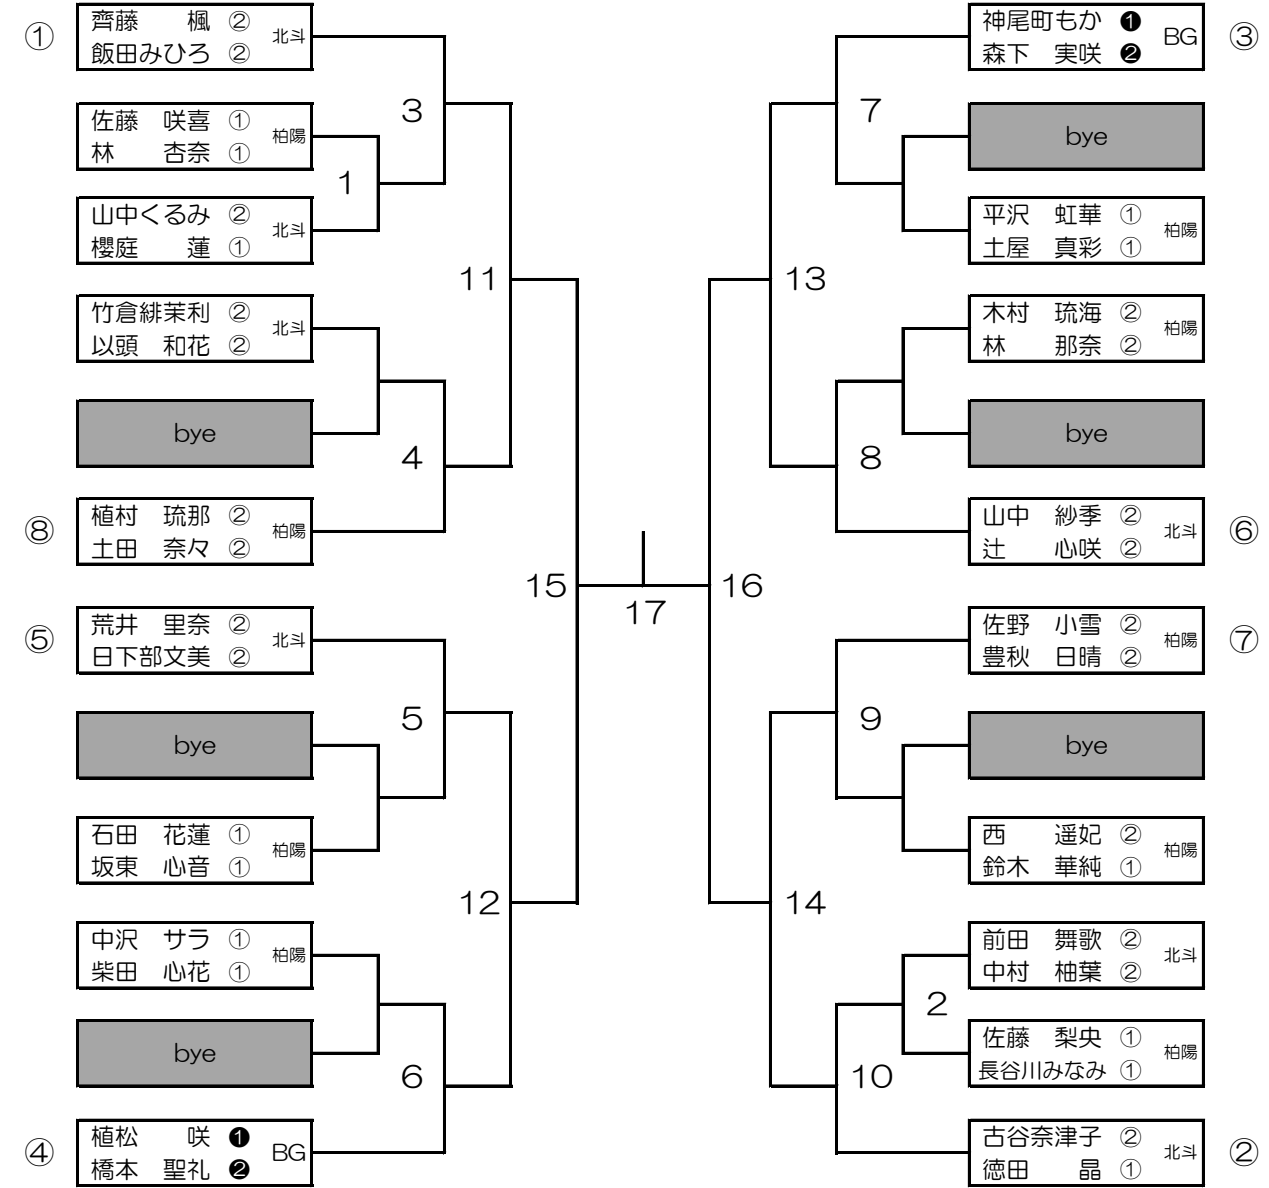 ①
齊藤　　楓 ②
飯田みひろ ②
北斗
佐藤　咲喜 ①
林　　杏奈 ①
柏陽
山中くるみ ②
櫻庭　　蓮 ①
北斗
竹倉緋茉利 ②
以頭　和花 ②
北斗
bye
⑧
植村　琉那 ②
土田　奈々 ②
柏陽
⑤
荒井　里奈 ②
日下部文美 ②
北斗
bye
石田　花蓮 ①
坂東　心音 ①
柏陽
中沢　サラ ①
柴田　心花 ①
柏陽
bye
④
植松　　咲 ❶
橋本　聖礼 ❷
BG
3
1
11
4
15
5
12
6
17
16
7
13
8
9
14
2
10
神尾町もか ❶
森下　実咲 ❷
BG
③
bye
平沢　虹華 ①
土屋　真彩 ①
柏陽
木村　琉海 ②
林　　那奈 ②
柏陽
bye
山中　紗季 ②
辻　　心咲 ②
北斗
⑥
佐野　小雪 ②
豊秋　日晴 ②
柏陽
⑦
bye
西　　遥妃 ②
鈴木　華純 ①
柏陽
前田　舞歌 ②
中村　柚葉 ②
北斗
佐藤　梨央 ①
長谷川みなみ ①
柏陽
古谷奈津子 ②
徳田　　晶 ①
北斗
②